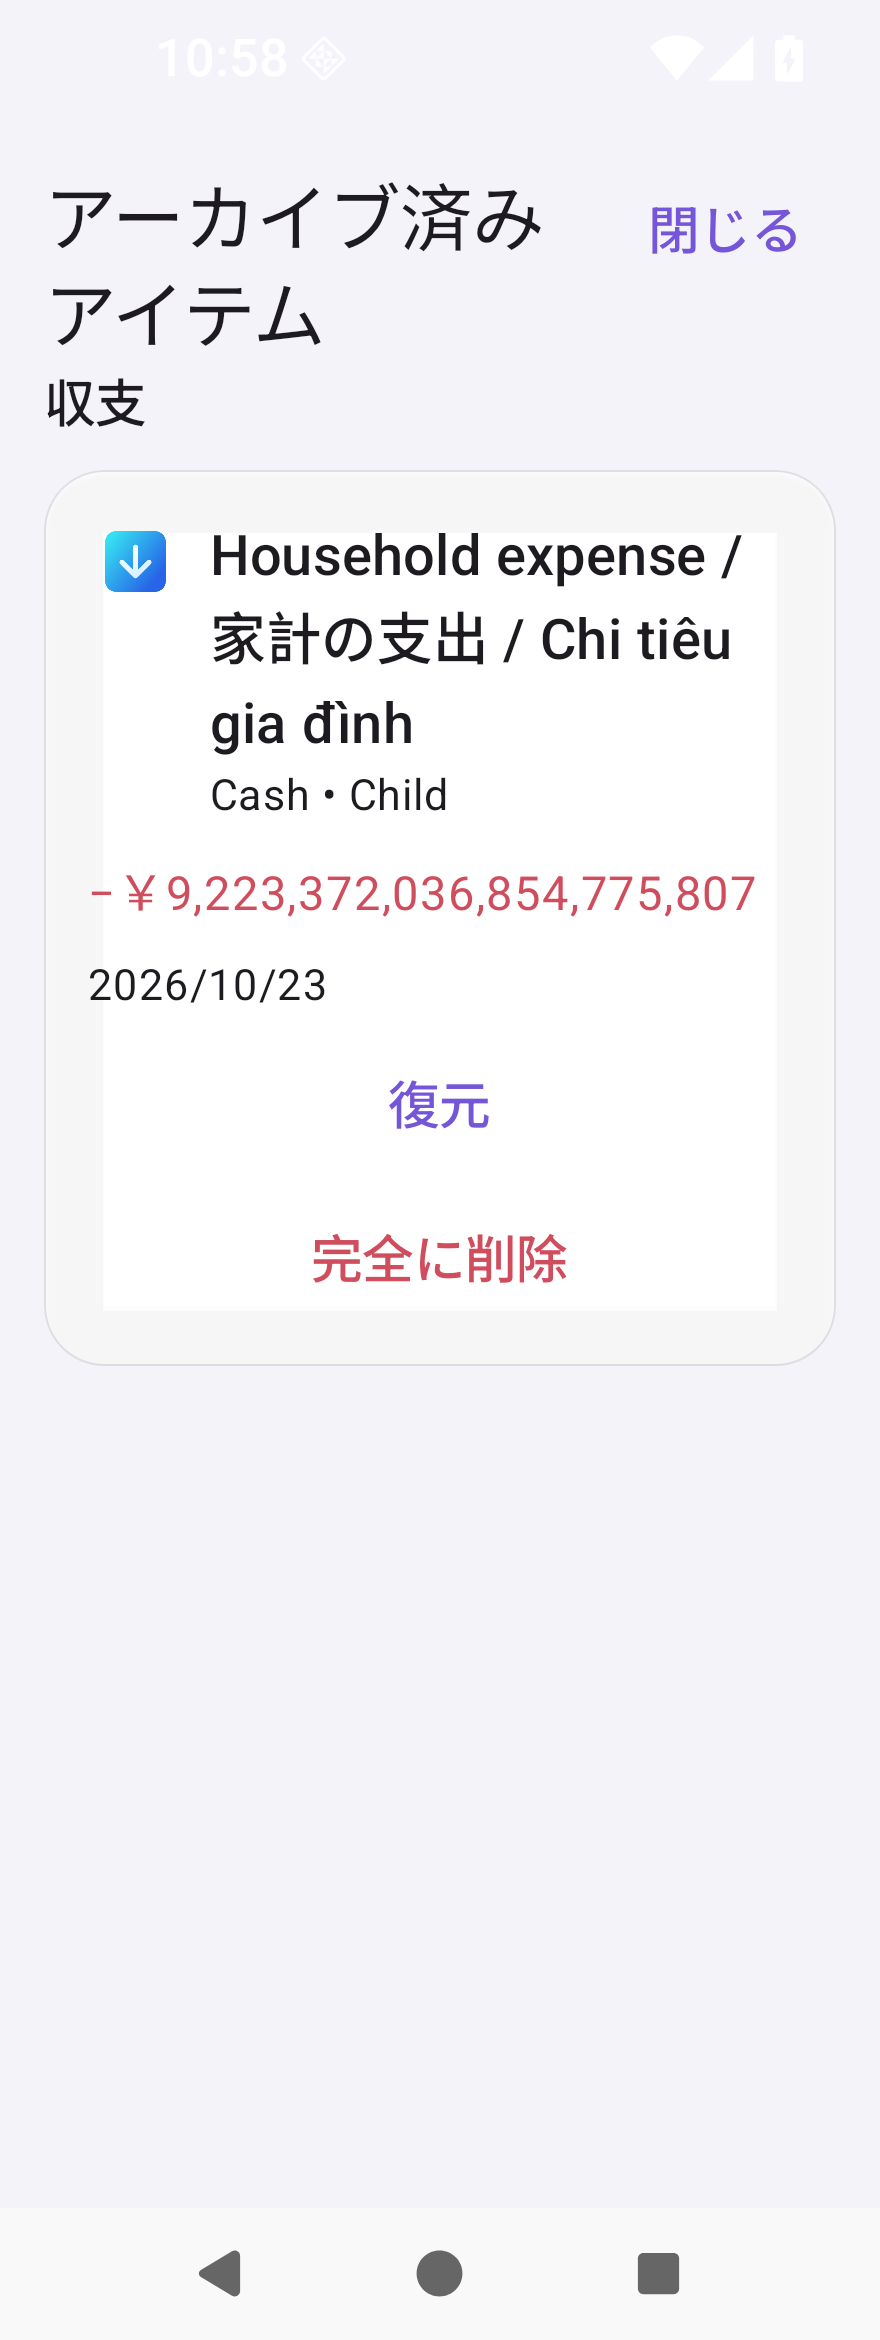 10:58
アーカイブ済み
アイテム
閉じる
収支
Household expense /
家計の支出 / Chi tiêu
gia đình
Cash • Child
−￥9,223,372,036,854,775,807
2026/10/23
復元
完全に削除